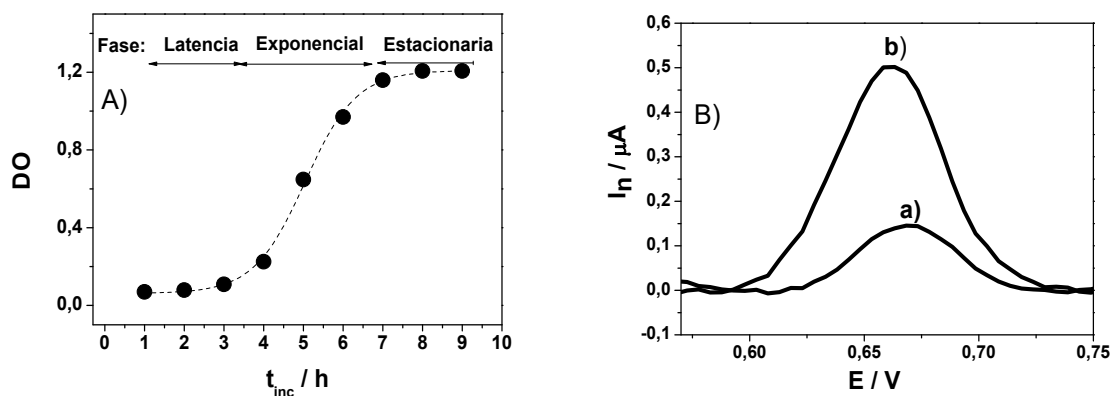 Fase: Latencia Exponencial Estacionaria
A)
DO
1,2
0,8
0,4
0,0
0 1 2 3 4 5 6 7 8 9 10
t_inc / h
B)
b)
a)
I_n / μA
0,6
0,5
0,4
0,3
0,2
0,1
0,0
-0,1
0,60 0,65 0,70 0,75
E / V